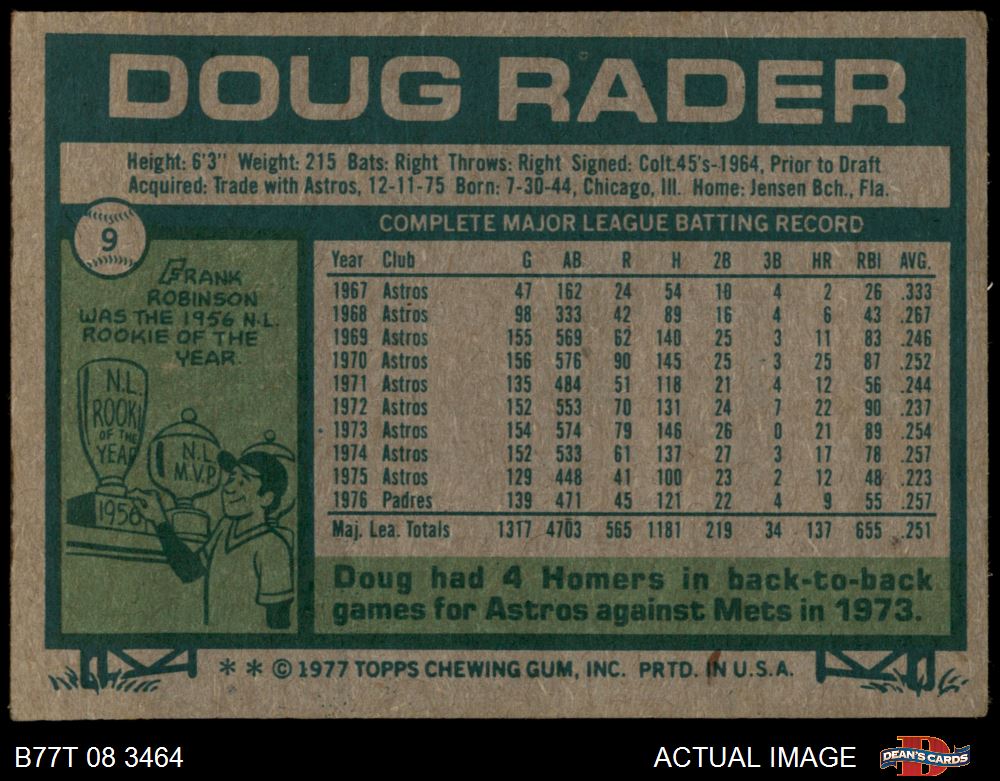 DOUG RADER
Height: 6'3" Weight: 215 Bats: Right Throws: Right Signed: Colt.45's-1964, Prior to Draft
Acquired: Trade with Astros, 12-11-75 Born: 7-30-44, Chicago, Ill. Home: Jensen Bch., Fla.
9
FRANK
ROBINSON
WAS THE 1956 N.L.
ROOKIE OF THE
YEAR.
N.L.
ROOKI
OF THE
YEAR
N.L.
M.V.P.
1956
COMPLETE MAJOR LEAGUE BATTING RECORD
Year Club G AB R H 2B 3B HR RBI AVG.
1967 Astros 47 162 24 54 10 4 2 26 .333
1968 Astros 98 333 42 89 16 4 6 43 .267
1969 Astros 155 569 62 140 25 3 11 83 .246
1970 Astros 156 576 90 145 25 3 25 87 .252
1971 Astros 135 484 51 118 21 4 12 56 .244
1972 Astros 152 553 70 131 24 7 22 90 .237
1973 Astros 154 574 79 146 26 0 21 89 .254
1974 Astros 152 533 61 137 27 3 17 78 .257
1975 Astros 129 448 41 100 23 2 12 48 .223
1976 Padres 139 471 45 121 22 4 9 55 .257
Maj. Lea. Totals 1317 4703 565 1181 219 34 137 655 .251
Doug had 4 Homers in back-to-back
games for Astros against Mets in 1973.
* * © 1977 TOPPS CHEWING GUM, INC. PRTD. IN U.S.A.
B77T 08 3464
ACTUAL IMAGE
DEAN'S CARDS